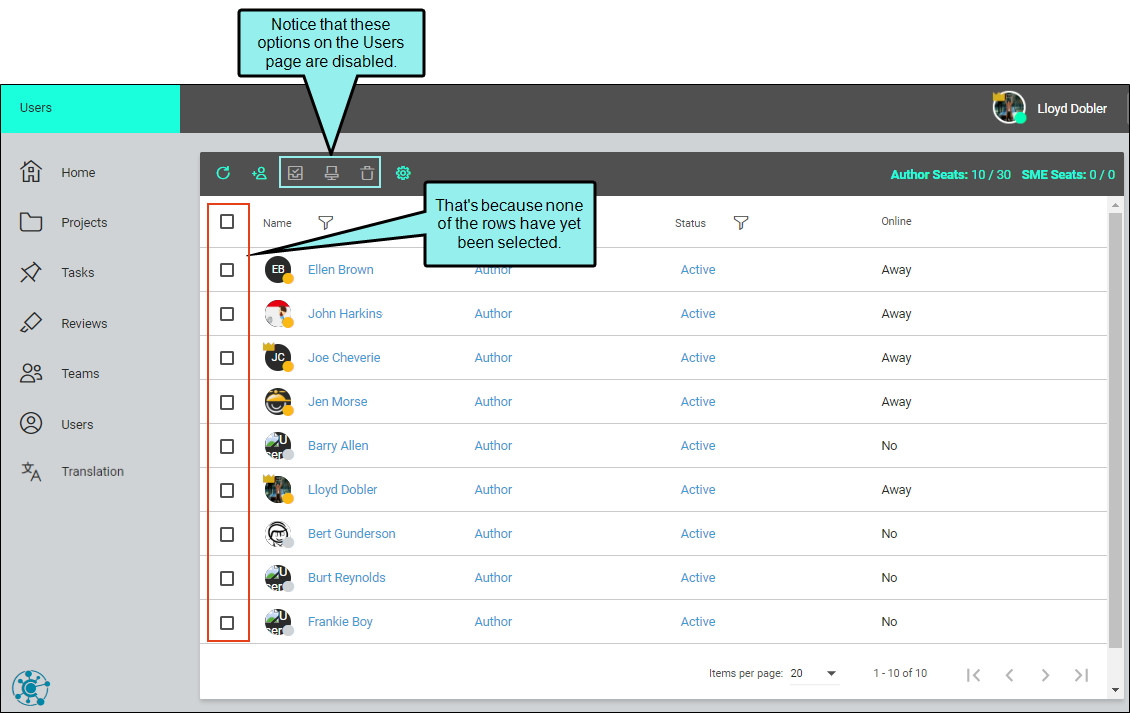 Notice that these
options on the Users
page are disabled.
Users
Lloyd Dobler
Home
Projects
Tasks
Reviews
Teams
Users
Translation
Author Seats: 10 / 30 SME Seats: 0 / 0
That's because none
of the rows have yet
been selected.
Name Status Online
EB Ellen Brown Author Active Away
John Harkins Author Active Away
JC Joe Cheverie Author Active Away
Jen Morse Author Active Away
Barry Allen Author Active No
Lloyd Dobler Author Active Away
Bert Gunderson Author Active No
Burt Reynolds Author Active No
Frankie Boy Author Active No
Items per page: 20 1 - 10 of 10